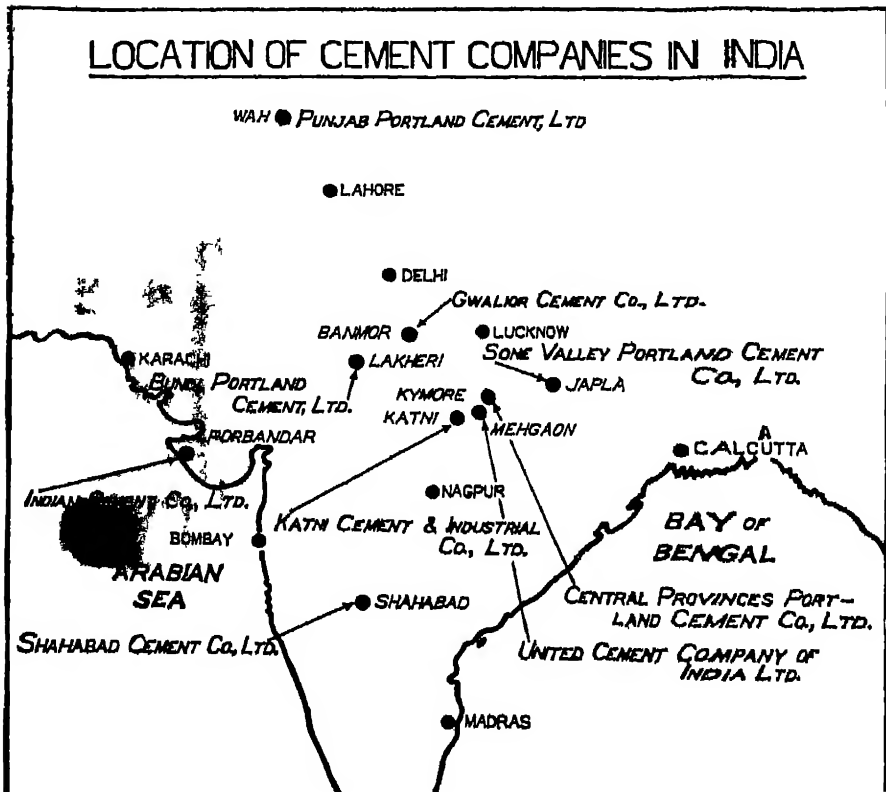 LOCATION OF CEMENT COMPANIES IN INDIA
WAH PUNJAB PORTLAND CEMENT, LTD
LAHORE
DELHI
GWALIOR CEMENT CO., LTD.
BANMOR
LUCKNOW
KARACHI
LAKHERI
SONE VALLEY PORTLAND CEMENT
CO., LTD.
BUNDI PORTLAND
CEMENT, LTD.
KYMORE
JAPLA
KATNI
MEHGAON
PORBANDAR
CALCUTTA
A
INDIAN CEMENT CO., LTD.
NAGPUR
BOMBAY
KATNI CEMENT & INDUSTRIAL
CO., LTD.
BAY OF
BENGAL
ARABIAN
SEA
SHAHABAD
CENTRAL PROVINCES PORT-
LAND CEMENT CO., LTD.
SHAHABAD CEMENT CO., LTD.
UNITED CEMENT COMPANY OF
INDIA LTD.
MADRAS